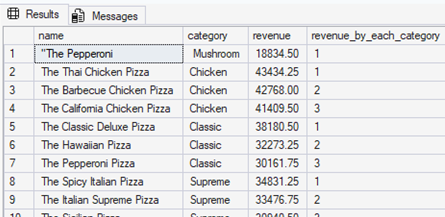 Results Messages
name category revenue revenue_by_each_category
1 "The Pepperoni Mushroom 18834.50 1
2 The Thai Chicken Pizza Chicken 43434.25 1
3 The Barbecue Chicken Pizza Chicken 42768.00 2
4 The California Chicken Pizza Chicken 41409.50 3
5 The Classic Deluxe Pizza Classic 38180.50 1
6 The Hawaiian Pizza Classic 32273.25 2
7 The Pepperoni Pizza Classic 30161.75 3
8 The Spicy Italian Pizza Supreme 34831.25 1
9 The Italian Supreme Pizza Supreme 33476.75 2
10 The Sicilian Pizza Supreme